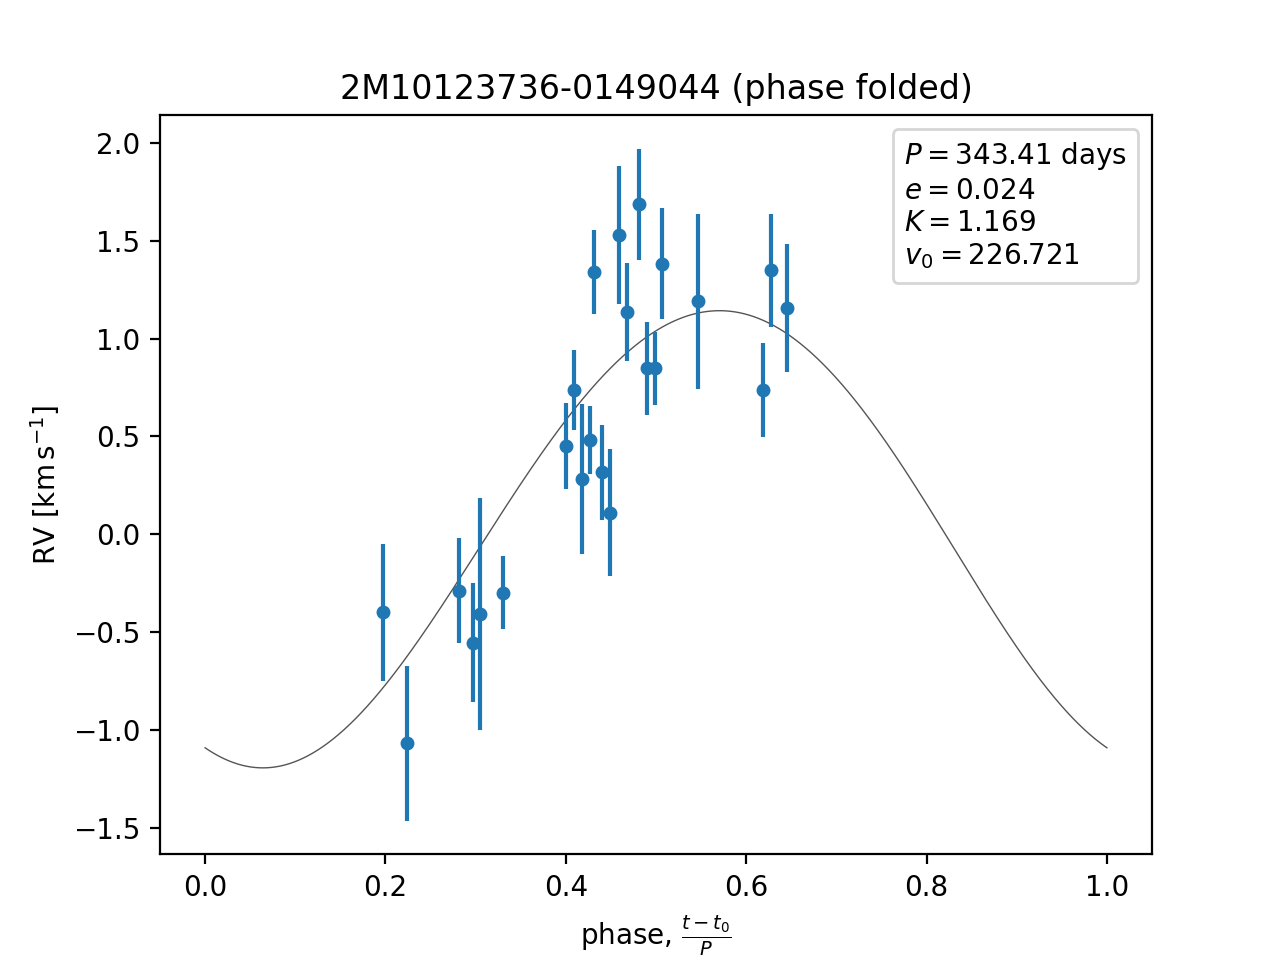 2M10123736-0149044 (phase folded)
P = 343.41 days
e = 0.024
K = 1.169
v₀ = 226.721
RV [km s⁻¹]
2.0
1.5
1.0
0.5
0.0
−0.5
−1.0
−1.5
0.0 0.2 0.4 0.6 0.8 1.0
phase, (t − t₀)/P